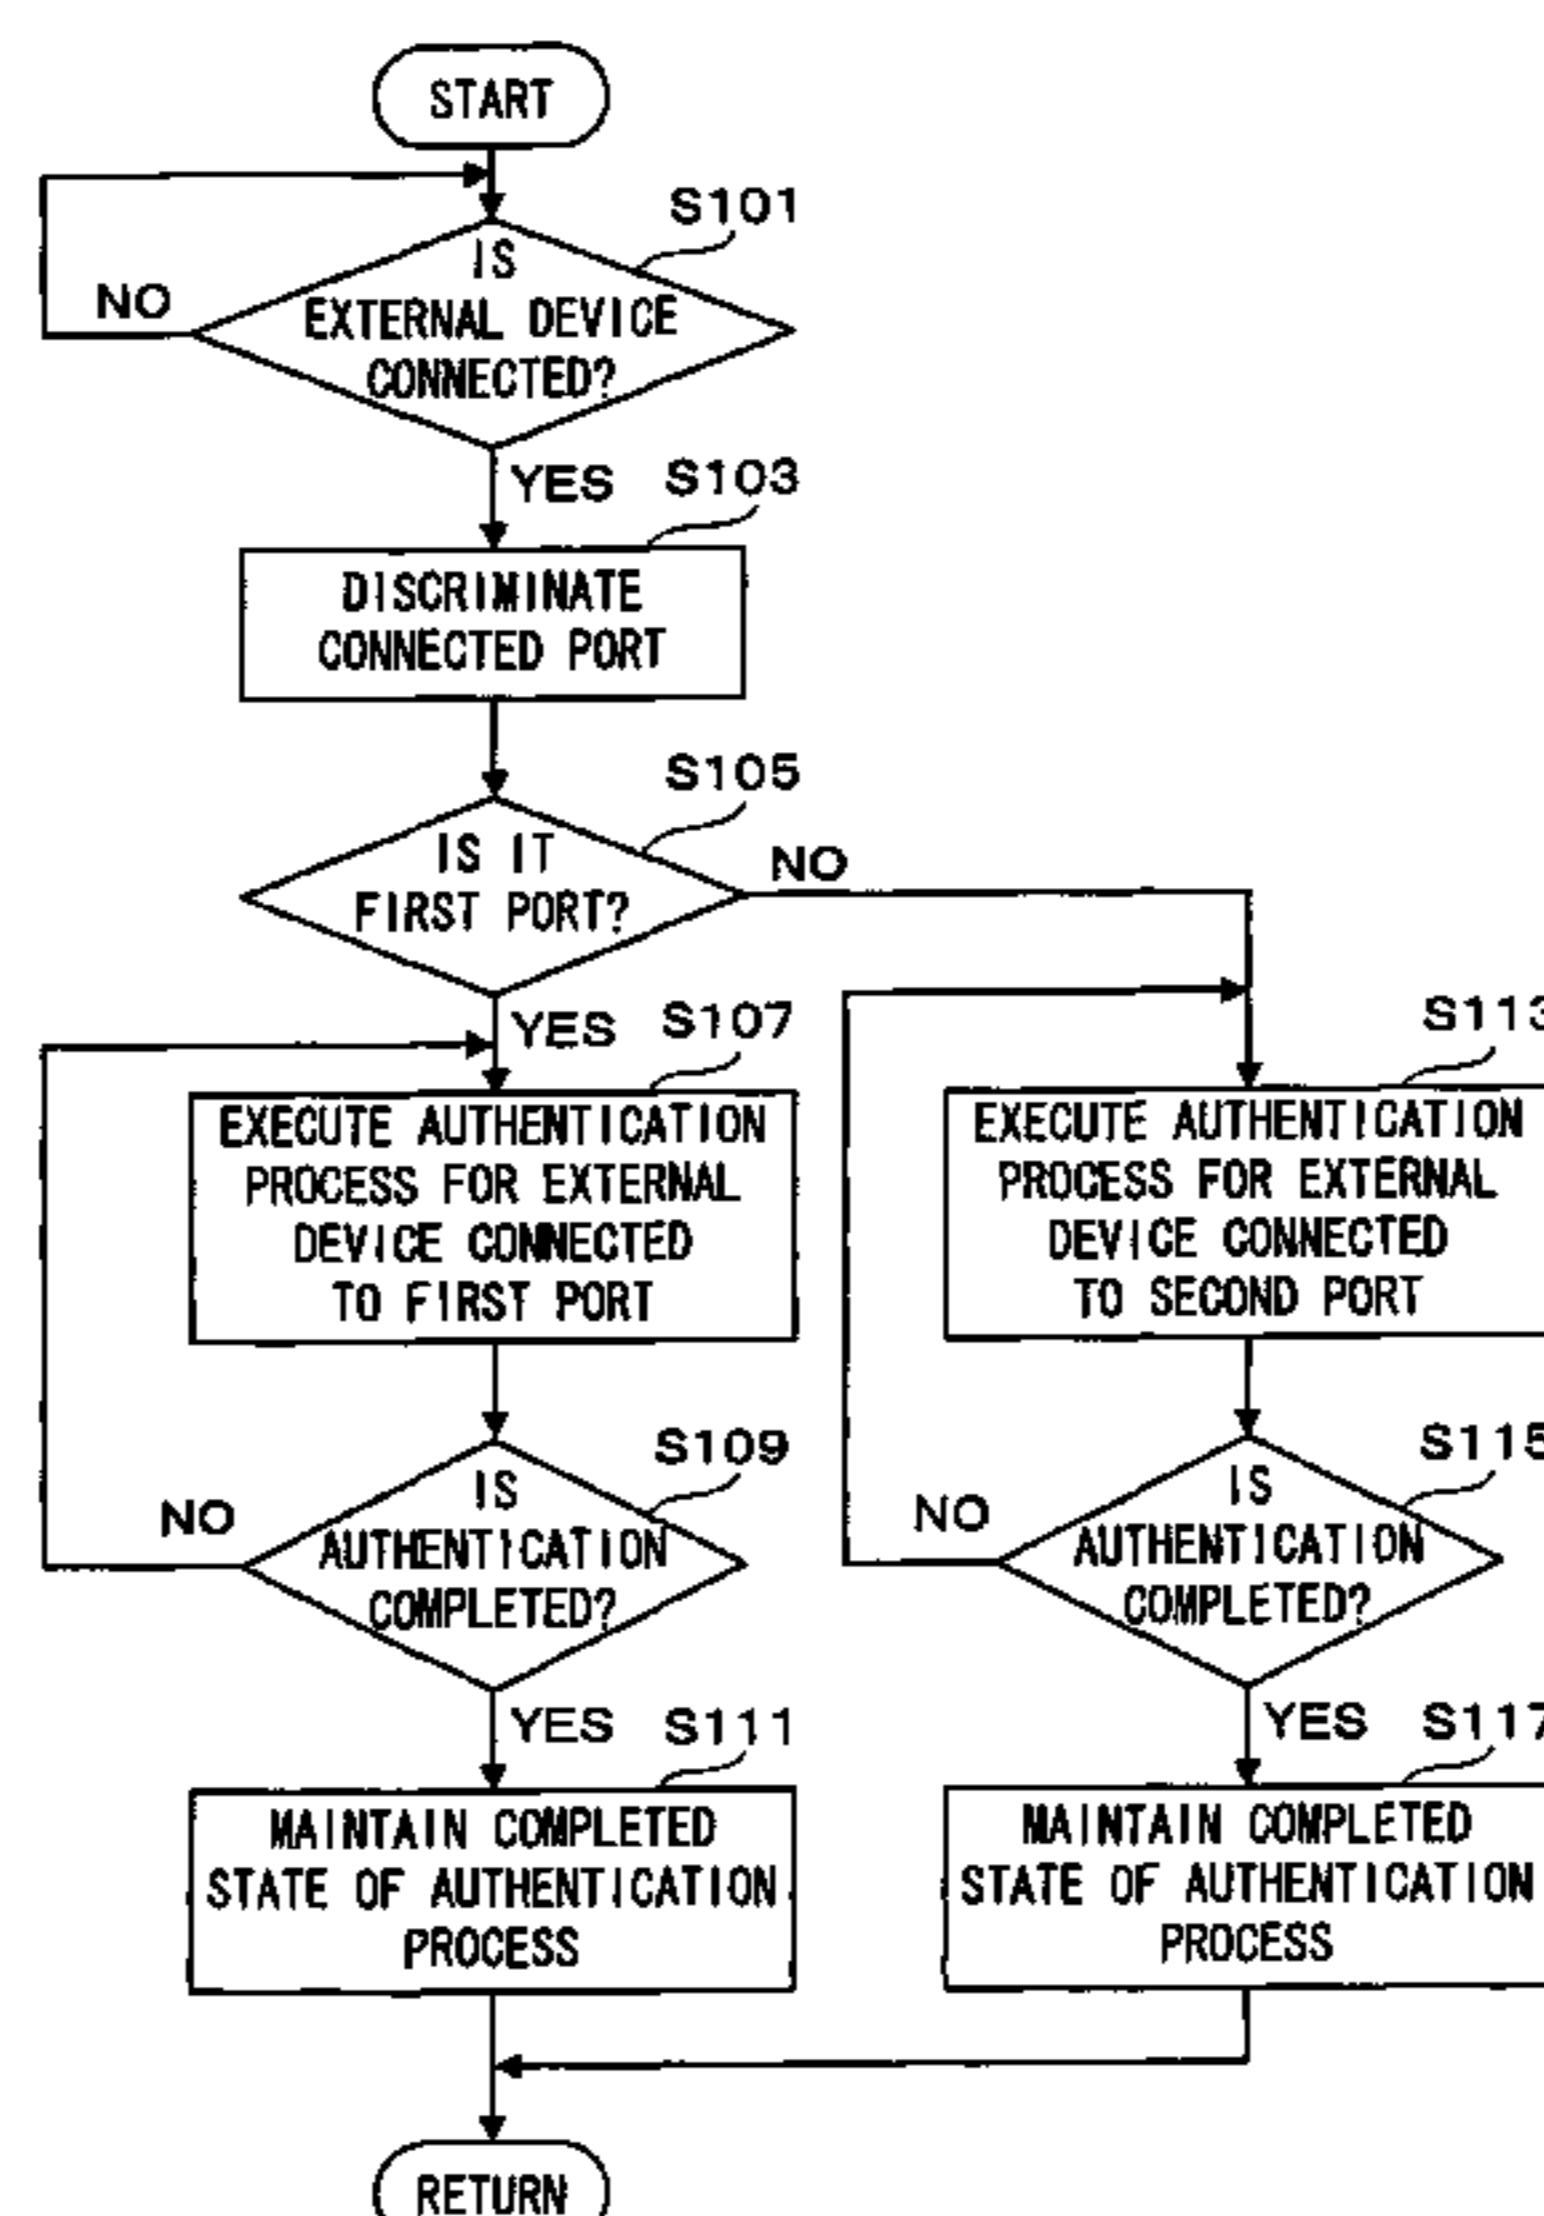 START
S101
IS
EXTERNAL DEVICE
CONNECTED?
NO
YES
S103
DISCRIMINATE
CONNECTED PORT
S105
IS IT
FIRST PORT?
NO
YES
S107
EXECUTE AUTHENTICATION
PROCESS FOR EXTERNAL
DEVICE CONNECTED
TO FIRST PORT
S109
IS
AUTHENTICATION
COMPLETED?
NO
YES
S111
MAINTAIN COMPLETED
STATE OF AUTHENTICATION
PROCESS
S113
EXECUTE AUTHENTICATION
PROCESS FOR EXTERNAL
DEVICE CONNECTED
TO SECOND PORT
S115
IS
AUTHENTICATION
COMPLETED?
NO
YES
S117
MAINTAIN COMPLETED
STATE OF AUTHENTICATION
PROCESS
RETURN